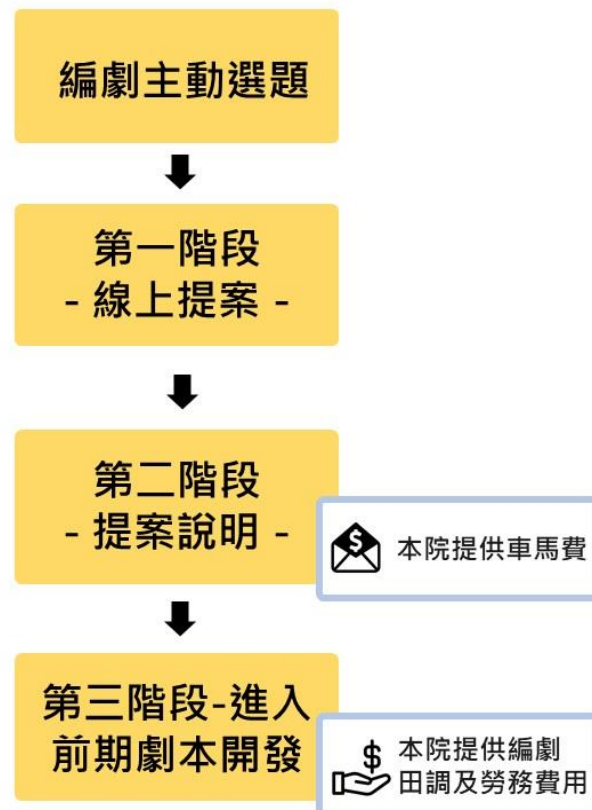 編劇主動選題
第一階段
- 線上提案 -
第二階段
- 提案說明 -
$
本院提供車馬費
第三階段-進入
前期劇本開發
$
本院提供編劇
田調及勞務費用